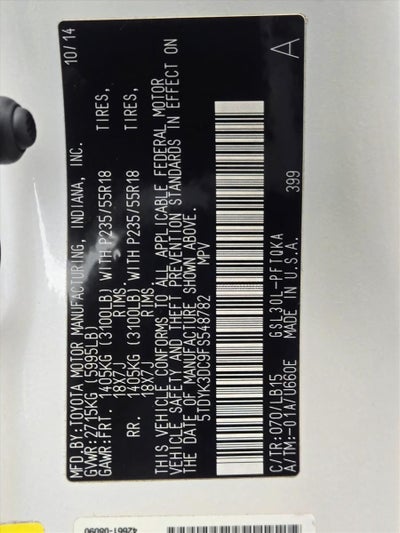 MFD.BY:TOYOTA MOTOR MANUFACTURING, INDIANA, INC. 10/14
GVWR:2715KG (5995LB)
GAWR:FRT. 1405KG (3100LB) WITH P235/55R18 TIRES,
18X7J RIMS.
RR. 1405KG (3100LB) WITH P235/55R18 TIRES,
18X7J RIMS.
THIS VEHICLE CONFORMS TO ALL APPLICABLE FEDERAL MOTOR
VEHICLE SAFETY AND THEFT PREVENTION STANDARDS IN EFFECT ON
THE DATE OF MANUFACTURE SHOWN ABOVE.
5TDYK3DC9FS548782 MPV
C/TR:070/LB15 GSL30L-PFTQKA 399 A
A/TM:-01A/U660E MADE IN U.S.A.
42661-08090